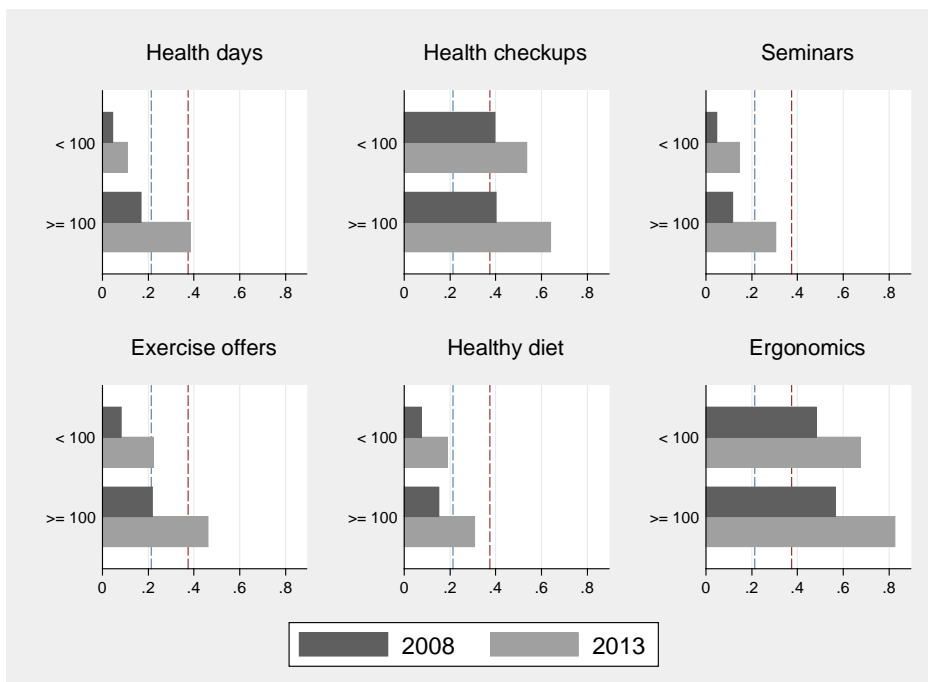 Health days
Health checkups
Seminars
< 100
>= 100
0 .2 .4 .6 .8
< 100
>= 100
0 .2 .4 .6 .8
< 100
>= 100
0 .2 .4 .6 .8
Exercise offers
Healthy diet
Ergonomics
< 100
>= 100
0 .2 .4 .6 .8
< 100
>= 100
0 .2 .4 .6 .8
< 100
>= 100
0 .2 .4 .6 .8
2008 2013